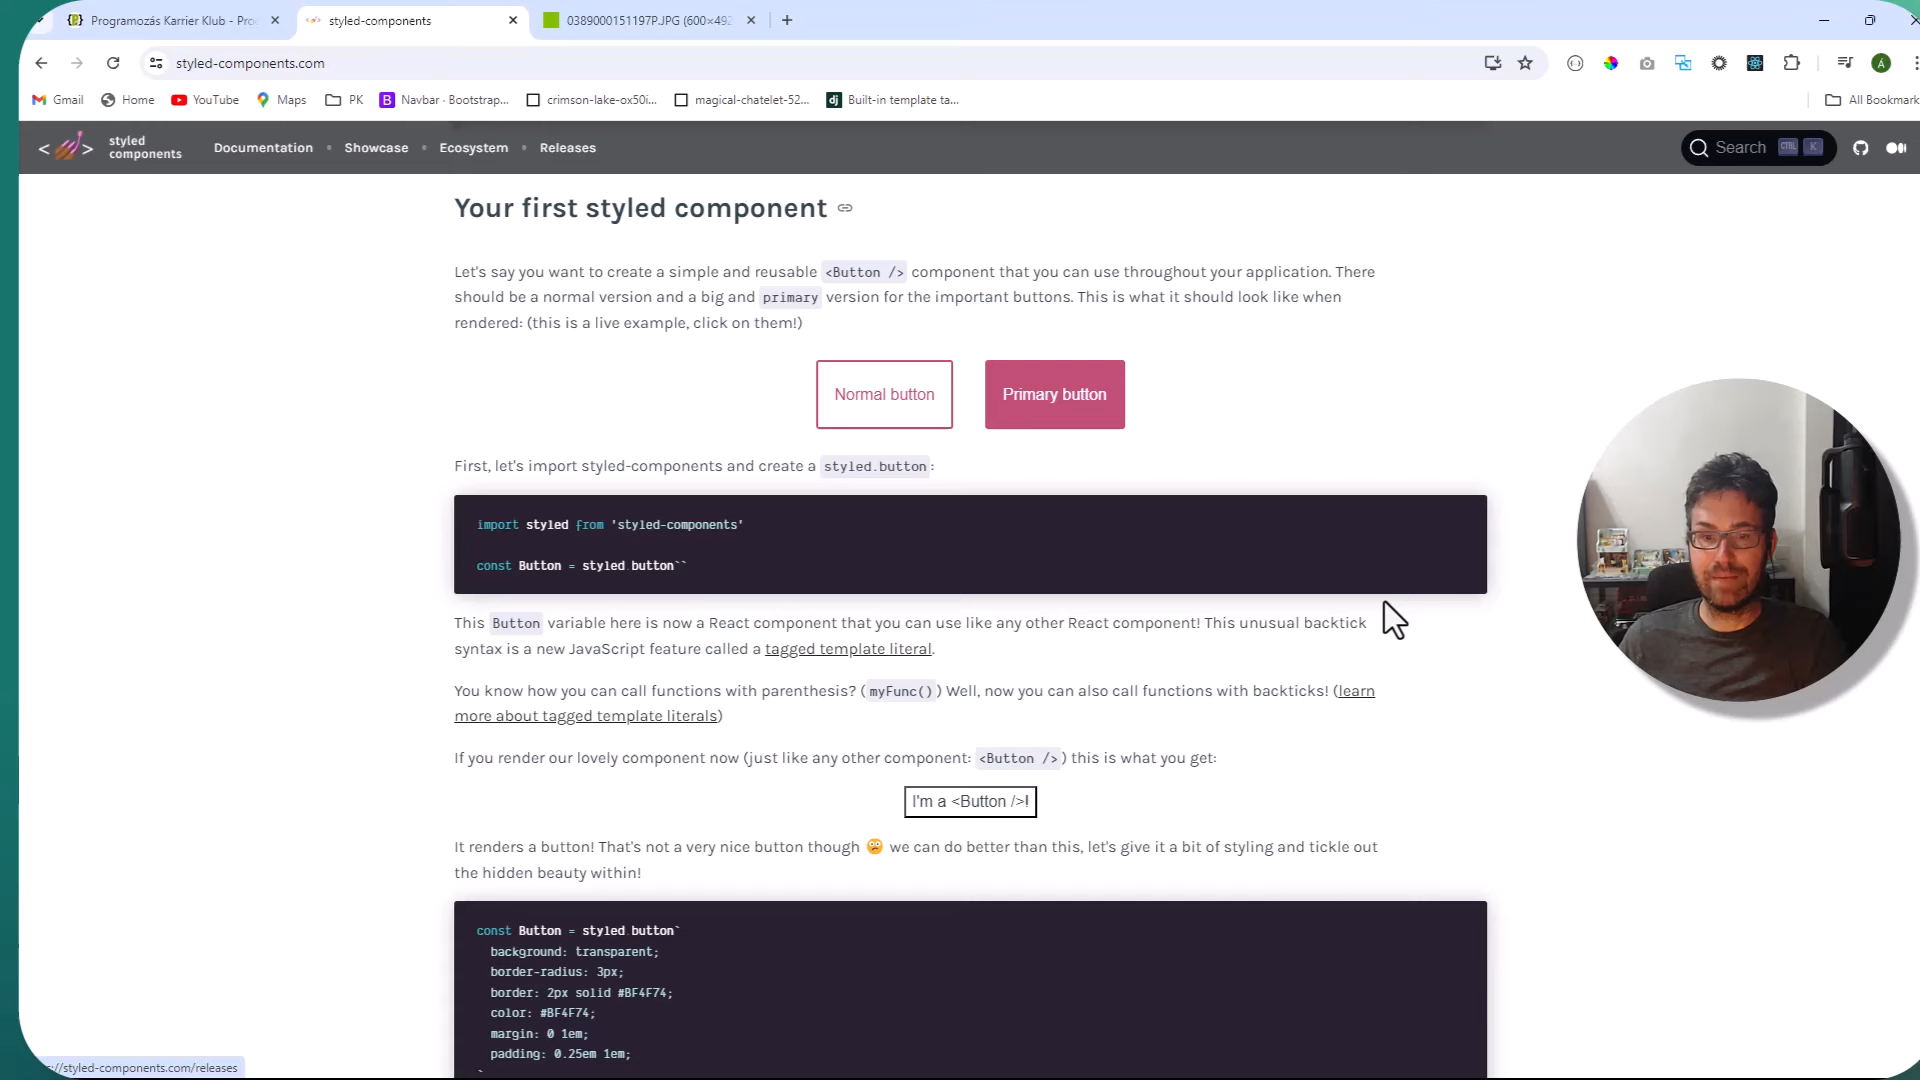 Programozás Karrier Klub - Pro
styled-components
0389000151197P.JPG (600×492
styled-components.com
Gmail
Home
YouTube
Maps
PK
Navbar · Bootstrap...
crimson-lake-ox50i...
magical-chatelet-52...
Built-in template ta...
All Bookmark
styled
components
Documentation
Showcase
Ecosystem
Releases
Search CTRL K
Your first styled component
Let's say you want to create a simple and reusable <Button /> component that you can use throughout your application. There
should be a normal version and a big and primary version for the important buttons. This is what it should look like when
rendered: (this is a live example, click on them!)
Normal button
Primary button
First, let's import styled-components and create a styled.button:
import styled from 'styled-components'
const Button = styled.button``
This Button variable here is now a React component that you can use like any other React component! This unusual backtick
syntax is a new JavaScript feature called a tagged template literal.
You know how you can call functions with parenthesis? (myFunc()) Well, now you can also call functions with backticks! (learn
more about tagged template literals)
If you render our lovely component now (just like any other component: <Button />) this is what you get:
I'm a <Button />!
It renders a button! That's not a very nice button though 😕 we can do better than this, let's give it a bit of styling and tickle out
the hidden beauty within!
const Button = styled.button`
background: transparent;
border-radius: 3px;
border: 2px solid #BF4F74;
color: #BF4F74;
margin: 0 1em;
padding: 0.25em 1em;
`
://styled-components.com/releases